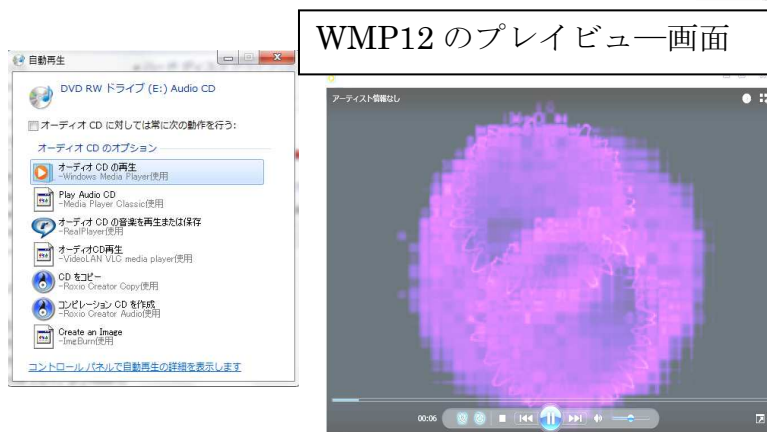 WMP12 のプレイビュ―画面
自動再生
DVD RW ドライブ (E:) Audio CD
オーディオ CD に対しては常に次の動作を行う:
オーディオ CD のオプション
オーディオ CD の再生
-Windows Media Player使用
Play Audio CD
-Media Player Classic使用
オーディオ CD の音楽を再生または保存
-RealPlayer使用
オーディオCD再生
-VideoLAN VLC media player使用
CD をコピー
-Roxio Creator Copy使用
コンピレーション CD を作成
-Roxio Creator Audio使用
Create an Image
-ImgBurn使用
コントロール パネルで自動再生の詳細を表示します
アーティスト情報なし
00:06